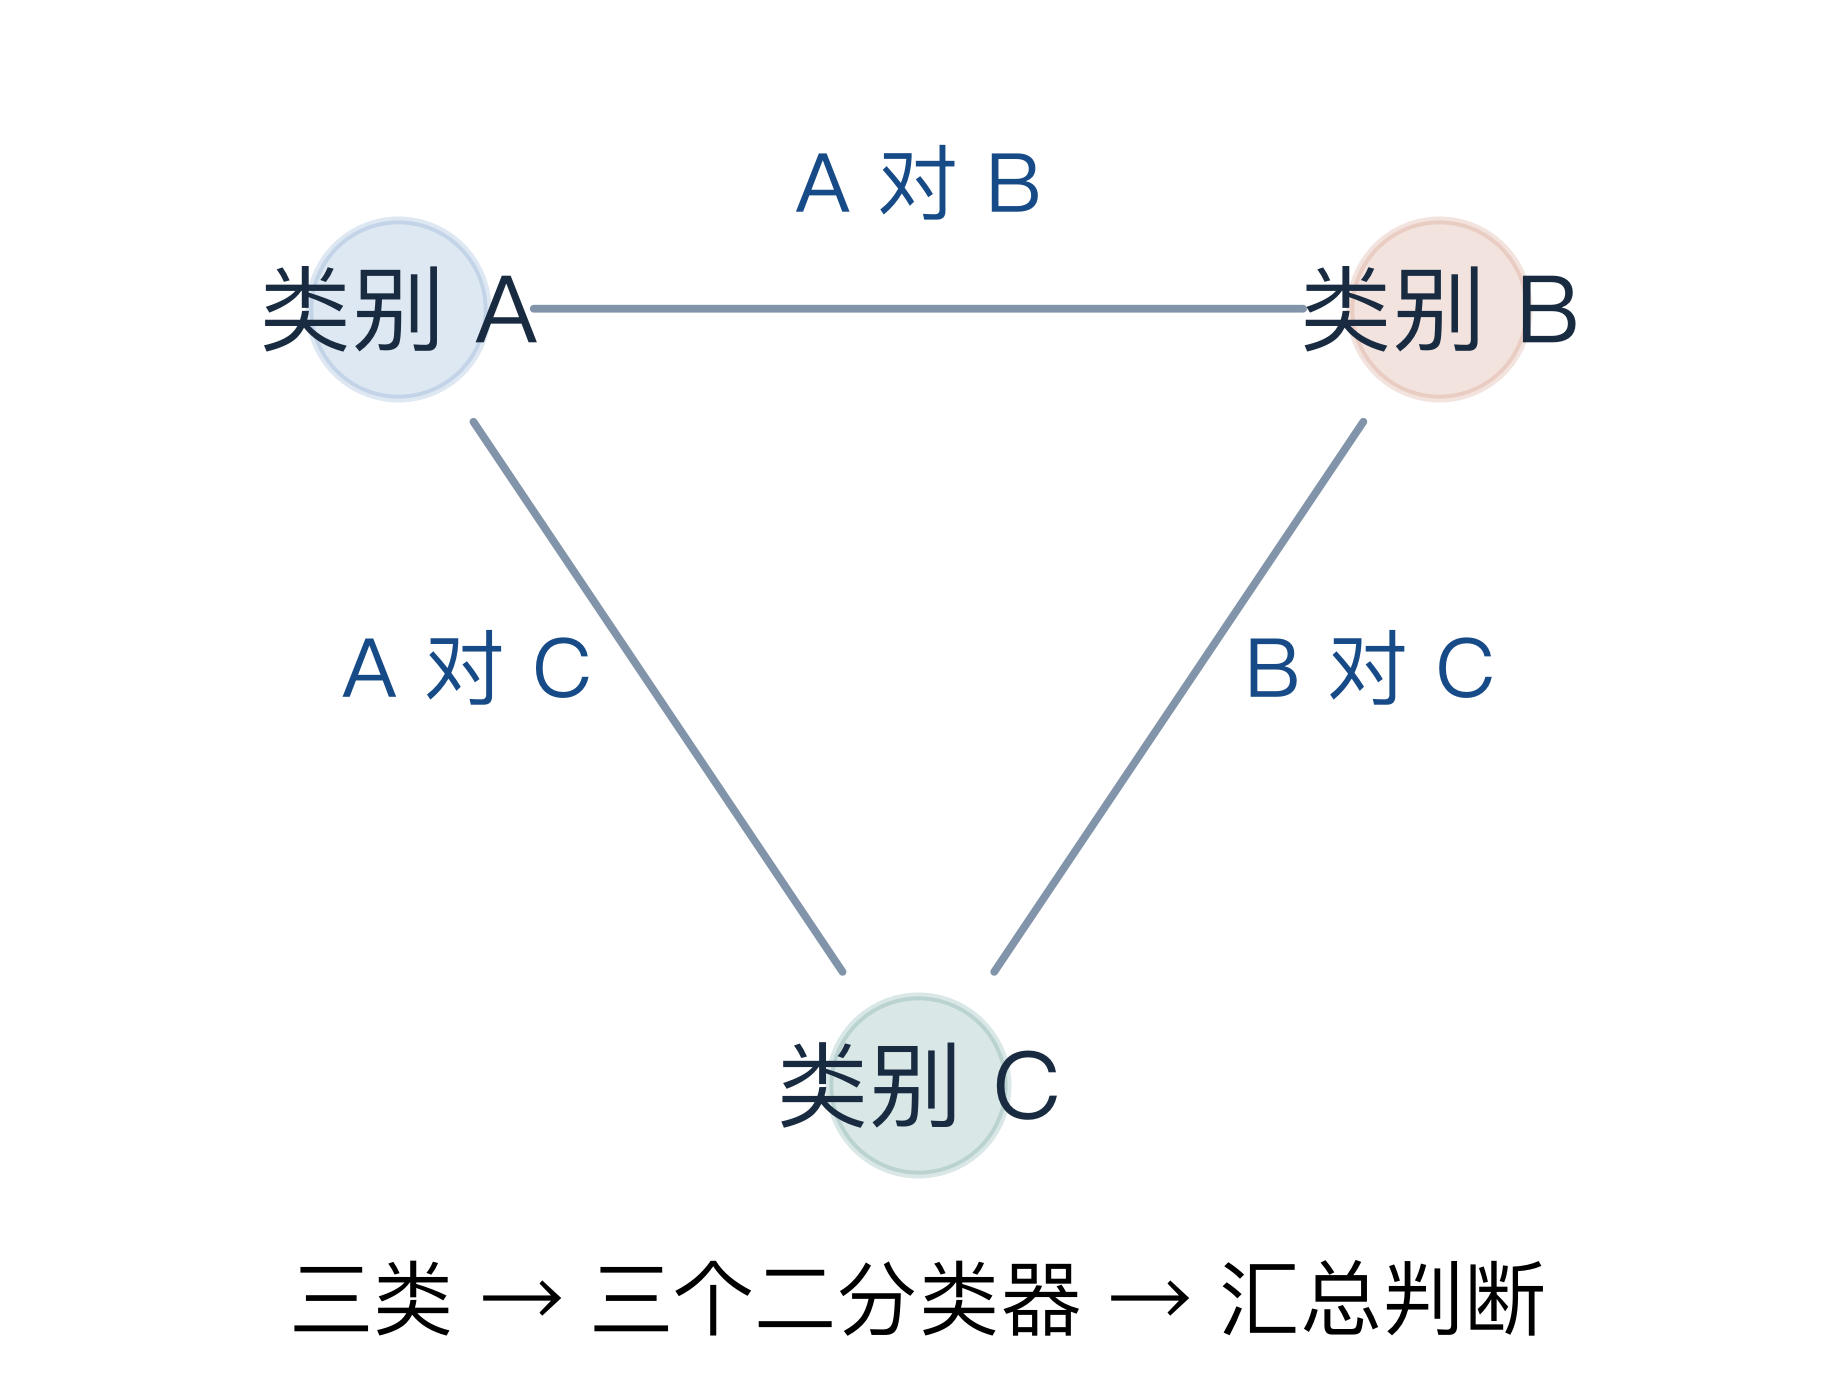 A 对 B
类别 A
类别 B
A 对 C
B 对 C
类别 C
三类 → 三个二分类器 → 汇总判断